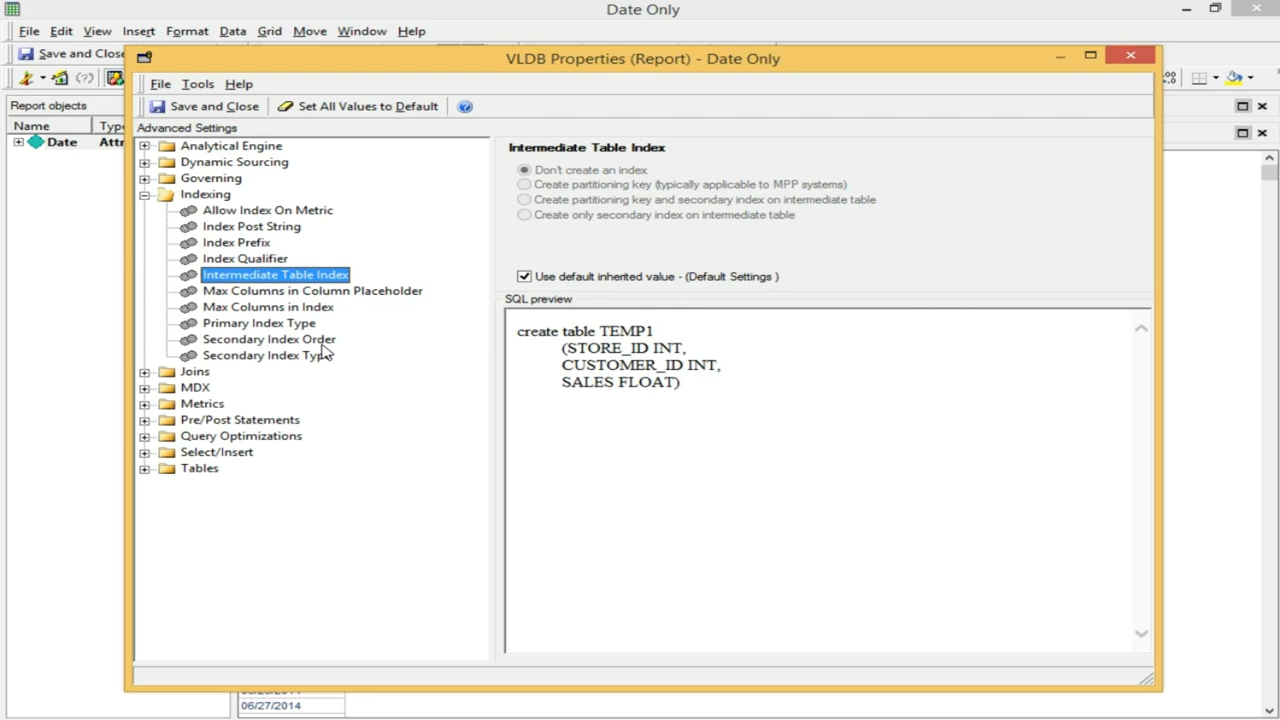 Date Only
File Edit View Insert Format Data Grid Move Window Help
Save and Close
VLDB Properties (Report) - Date Only
File Tools Help
Save and Close Set All Values to Default
Report objects
Name
Date Attr
Advanced Settings
Analytical Engine
Dynamic Sourcing
Governing
Indexing
Allow Index On Metric
Index Post String
Index Prefix
Index Qualifier
Intermediate Table Index
Max Columns in Column Placeholder
Max Columns in Index
Primary Index Type
Secondary Index Order
Secondary Index Type
Joins
MDX
Metrics
Pre/Post Statements
Query Optimizations
Select/Insert
Tables
Intermediate Table Index
Don't create an index
Create partitioning key (typically applicable to MPP systems)
Create partitioning key and secondary index on intermediate table
Create only secondary index on intermediate table
Use default inherited value - (Default Settings )
SQL preview
create table TEMP1
(STORE_ID INT,
CUSTOMER_ID INT,
SALES FLOAT)
06/27/2014